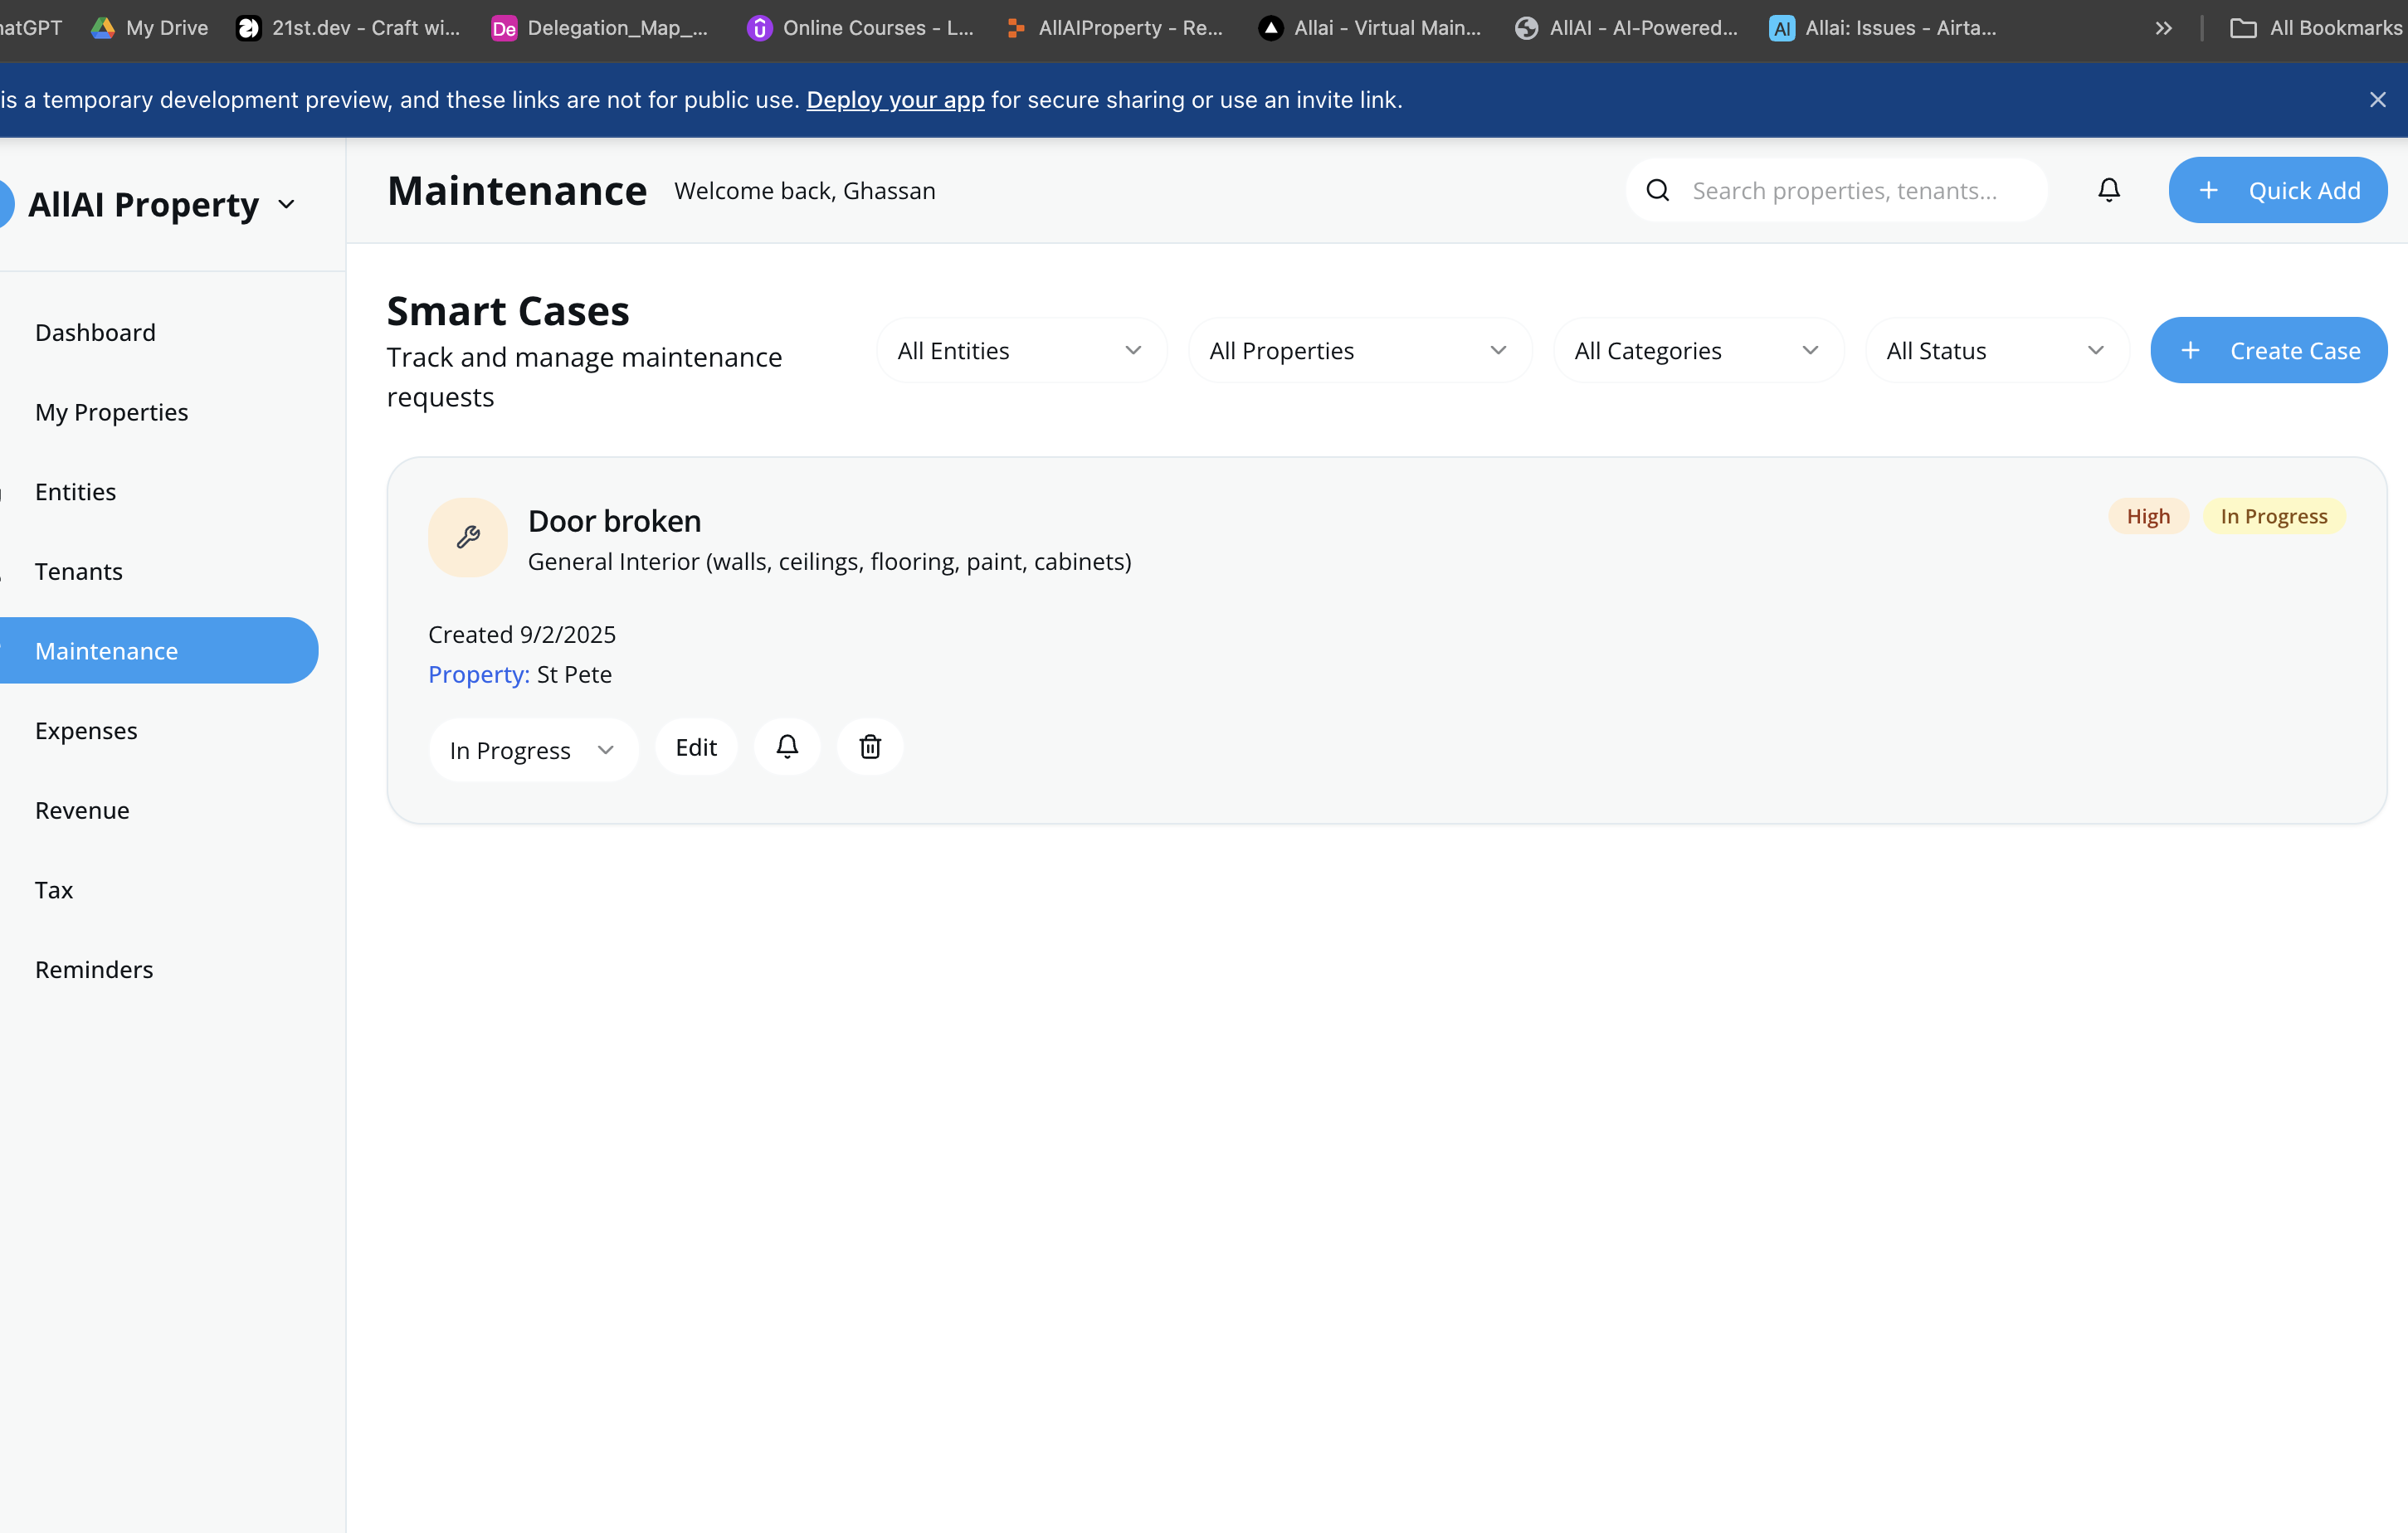 hatGPT
My Drive
21st.dev - Craft wi...
De
Delegation_Map_...
Online Courses - L...
AllAIProperty - Re...
Allai - Virtual Main...
AllAI - AI-Powered...
AI
Allai: Issues - Airta...
All Bookmarks
is a temporary development preview, and these links are not for public use. Deploy your app for secure sharing or use an invite link.
AllAI Property
Maintenance
Welcome back, Ghassan
Search properties, tenants...
Quick Add
Dashboard
My Properties
Entities
Tenants
Maintenance
Expenses
Revenue
Tax
Reminders
Smart Cases
Track and manage maintenance
requests
All Entities
All Properties
All Categories
All Status
Create Case
Door broken
General Interior (walls, ceilings, flooring, paint, cabinets)
High
In Progress
Created 9/2/2025
Property: St Pete
In Progress
Edit